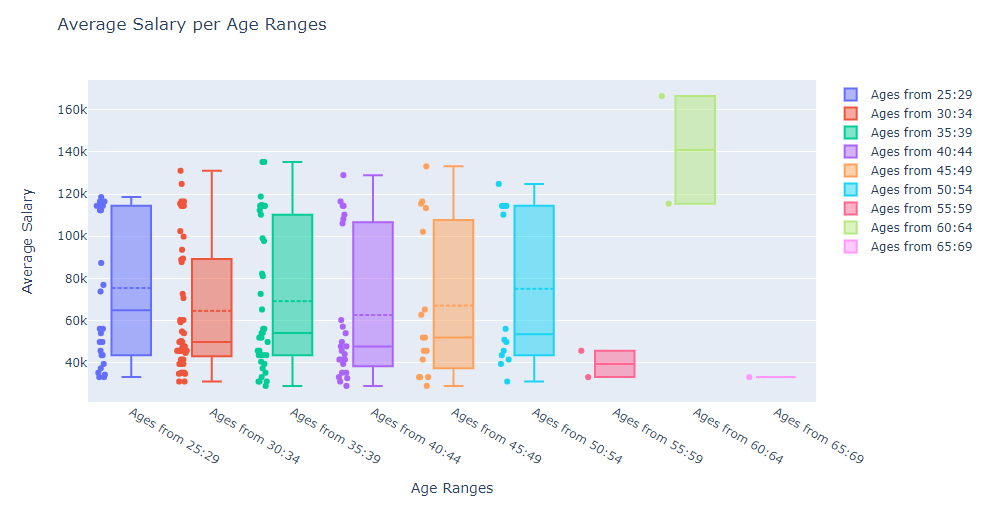 Average Salary per Age Ranges
160k
140k
120k
100k
80k
60k
40k
Average Salary
Ages from 25:29
Ages from 30:34
Ages from 35:39
Ages from 40:44
Ages from 45:49
Ages from 50:54
Ages from 55:59
Ages from 60:64
Ages from 65:69
Age Ranges
Ages from 25:29
Ages from 30:34
Ages from 35:39
Ages from 40:44
Ages from 45:49
Ages from 50:54
Ages from 55:59
Ages from 60:64
Ages from 65:69